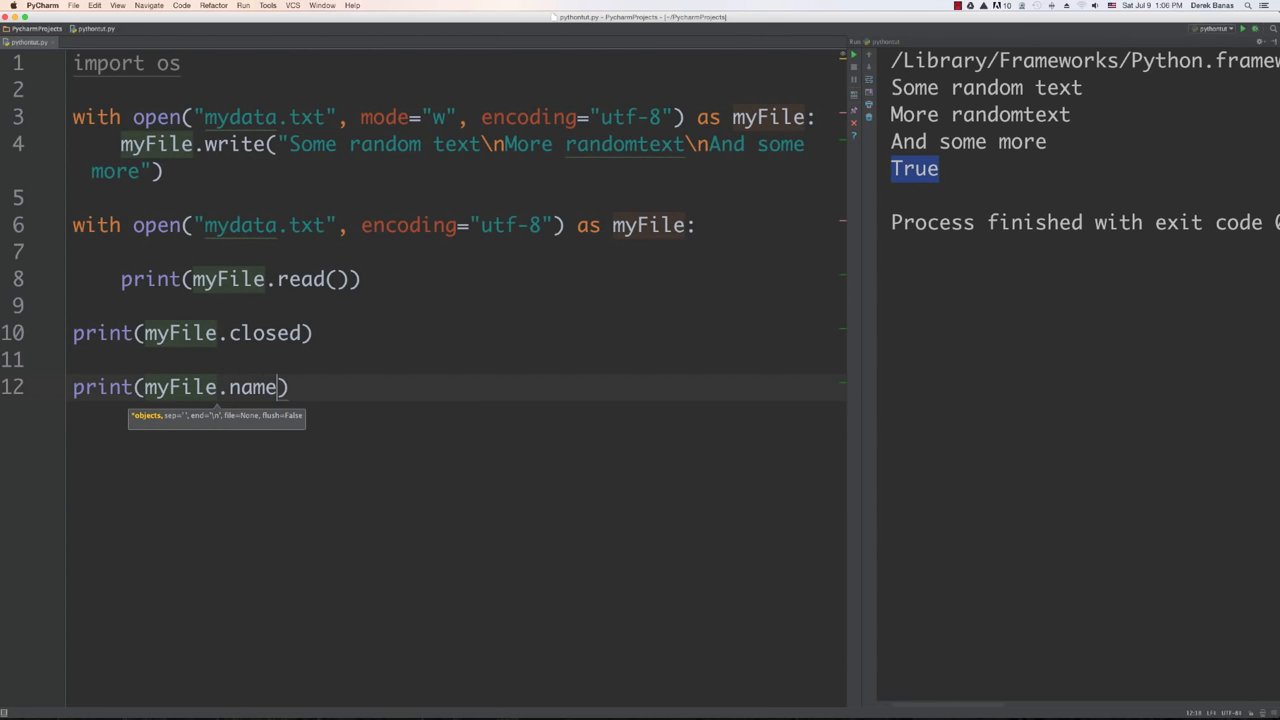 PyCharm File Edit View Navigate Code Refactor Run Tools VCS Window Help
10 Sat Jul 9 1:06 PM Derek Banas
pythontut.py - PycharmProjects - [~/PycharmProjects]
PycharmProjects pythontut.py
pythontut
pythontut.py
Run pythontut
1 import os
2
3 with open("mydata.txt", mode="w", encoding="utf-8") as myFile:
4 myFile.write("Some random text\nMore randomtext\nAnd some
more")
5
6 with open("mydata.txt", encoding="utf-8") as myFile:
7
8 print(myFile.read())
9
10 print(myFile.closed)
11
12 print(myFile.name)
*objects, sep=' ', end="\n", file=None, flush=False
/Library/Frameworks/Python.framew
Some random text
More randomtext
And some more
True
Process finished with exit code 0
12:18 LF≠ UTF-8≠